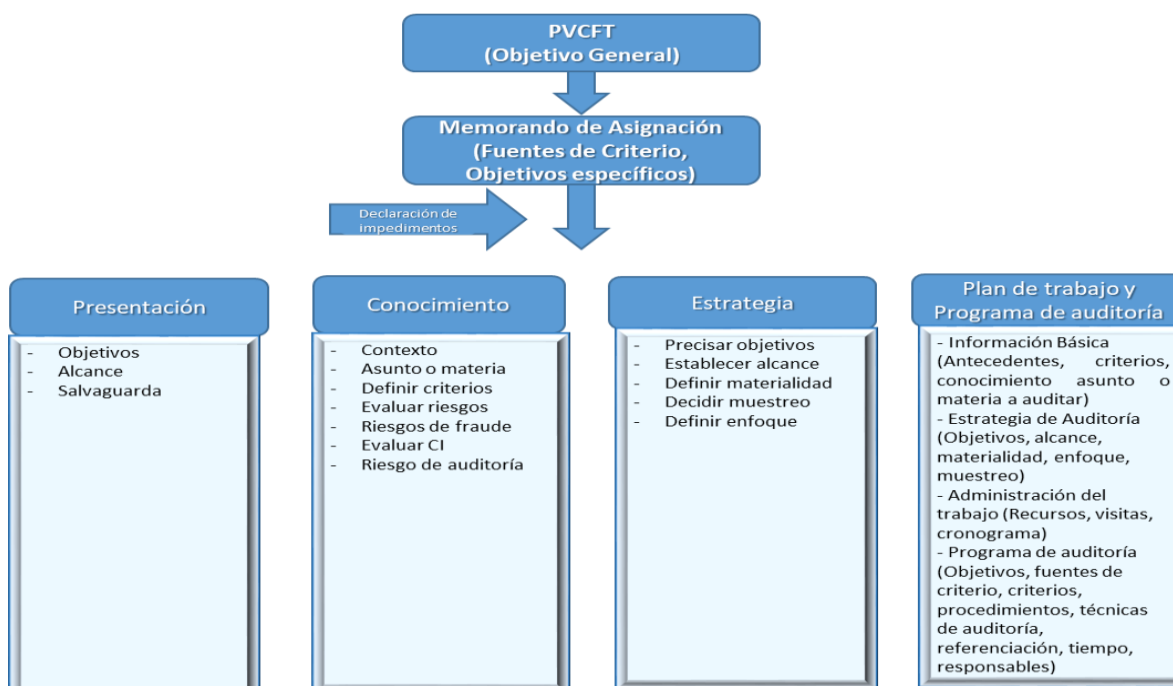 PVCFT
(Objetivo General)
Memorando de Asignación
(Fuentes de Criterio,
Objetivos específicos)
Declaración de
impedimentos
Presentación
- Objetivos
- Alcance
- Salvaguarda
Conocimiento
- Contexto
- Asunto o materia
- Definir criterios
- Evaluar riesgos
- Riesgos de fraude
- Evaluar CI
- Riesgo de auditoría
Estrategia
- Precisar objetivos
- Establecer alcance
- Definir materialidad
- Decidir muestreo
- Definir enfoque
Plan de trabajo y
Programa de auditoría
- Información Básica
(Antecedentes, criterios,
conocimiento asunto o
materia a auditar)
- Estrategia de Auditoría
(Objetivos, alcance,
materialidad, enfoque,
muestreo)
- Administración del
trabajo (Recursos, visitas,
cronograma)
- Programa de auditoría
(Objetivos, fuentes de
criterio, criterios,
procedimientos, técnicas
de auditoría,
referenciación, tiempo,
responsables)